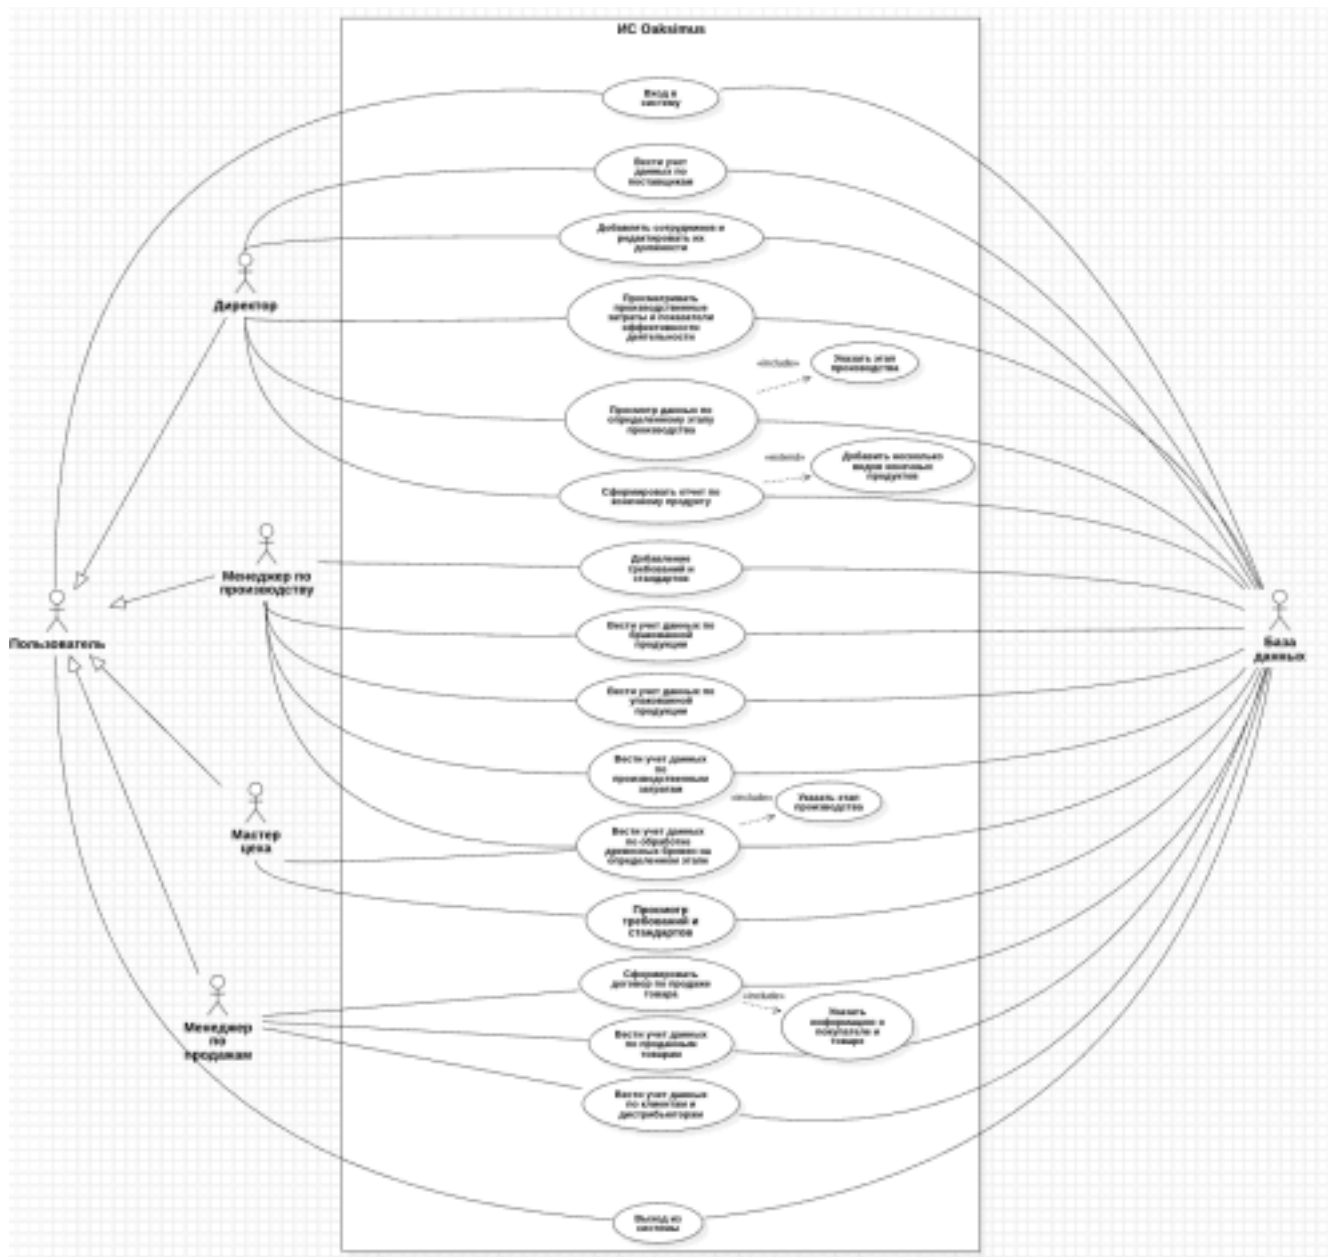 ИС Oaksimus
Вход в
систему
Вести учет
данных по
поставщикам
Добавлять сотрудников и
редактировать их
должности
Директор
Просматривать
производственные
затраты и показатели
эффективности
деятельности
«include»
Указать этап
производства
Просмотр данных по
определенному этапу
производства
«extend»
Добавить несколько
видов конечных
продуктов
Сформировать отчет по
конечному продукту
Менеджер по
производству
Добавление
требований и
стандартов
Пользователь
Вести учет данных по
бракованной
продукции
База
данных
Вести учет данных по
упакованной
продукции
Вести учет данных
по
производственным
затратам
«include»
Указать этап
производства
Мастер
цеха
Вести учет данных
по обработке
древесных бревен на
определенном этапе
Просмотр
требований и
стандартов
Сформировать
договор по продаже
товара
«include»
Указать
информацию о
покупателе и
товаре
Менеджер
по
продажам
Вести учет данных
по проданным
товарам
Вести учет данных
по клиентам и
дистрибьюторам
Выход из
системы